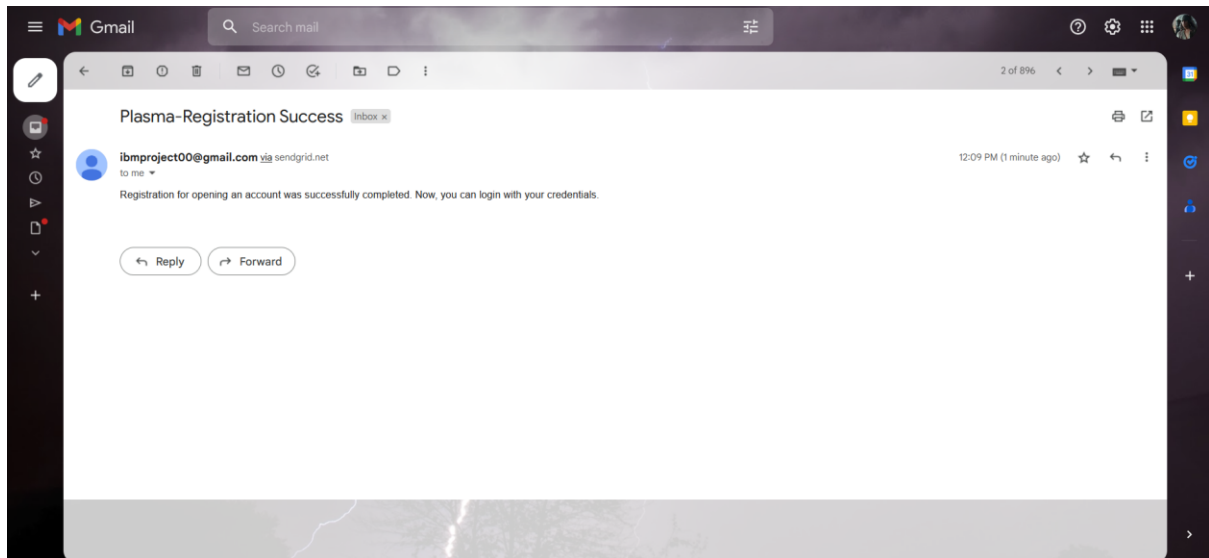 Gmail
Search mail
2 of 896
Plasma-Registration Success Inbox x
ibmproject00@gmail.com via sendgrid.net 12:09 PM (1 minute ago)
to me
Registration for opening an account was successfully completed. Now, you can login with your credentials.
Reply Forward